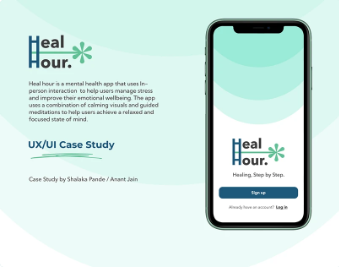 Heal
Hour.
Heal hour is a mental health app that uses In-
person interaction to help users manage stress
and improve their emotional wellbeing. The app
uses a combination of calming visuals and guided
meditations to help users achieve a relaxed and
focused state of mind.
UX/UI Case Study
Case Study by Shalaka Pande / Anant Jain
Heal
Hour.
Healing, Step by Step.
Sign up
Already have an account? Log in